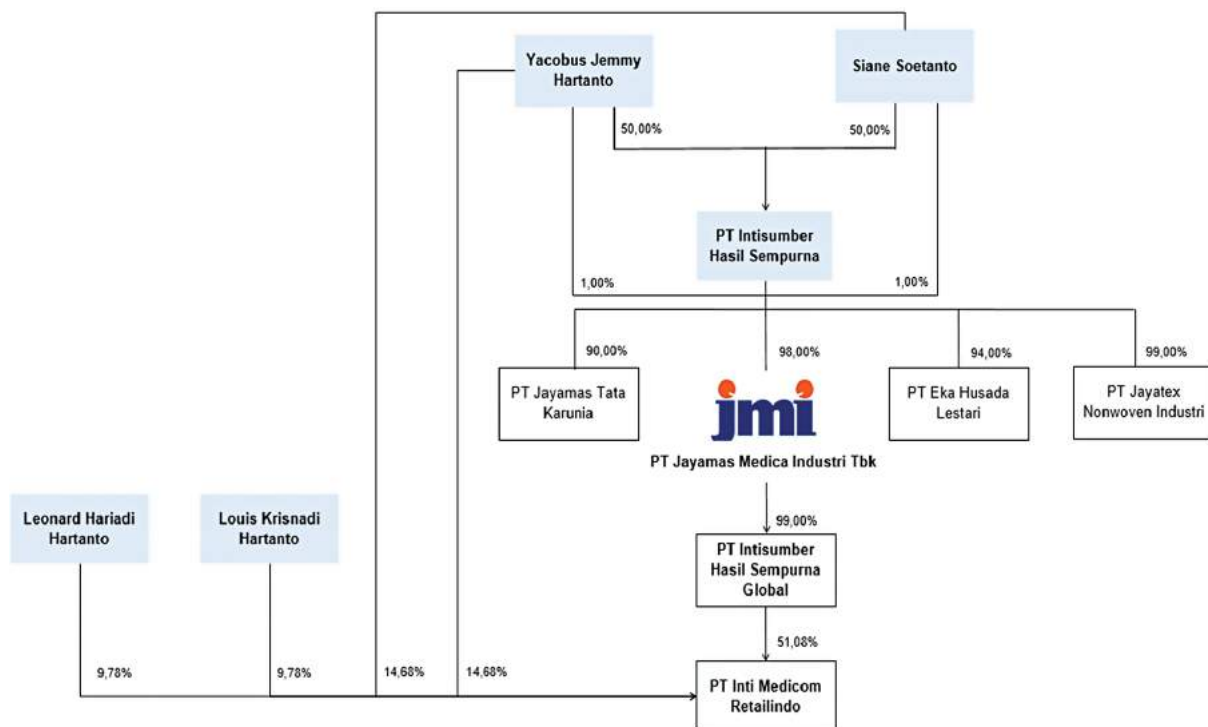 Yacobus Jemmy
Hartanto
Siane Soetanto
50,00%
50,00%
PT Intisumber
Hasil Sempurna
1,00%
1,00%
90,00%
98,00%
94,00%
99,00%
PT Jayamas Tata
Karunia
jmi
PT Jayamas Medica Industri Tbk
PT Eka Husada
Lestari
PT Jayatex
Nonwoven Industri
Leonard Hariadi
Hartanto
Louis Krisnadi
Hartanto
99,00%
PT Intisumber
Hasil Sempurna
Global
51,08%
9,78%
9,78%
14,68%
14,68%
PT Inti Medicom
Retailindo